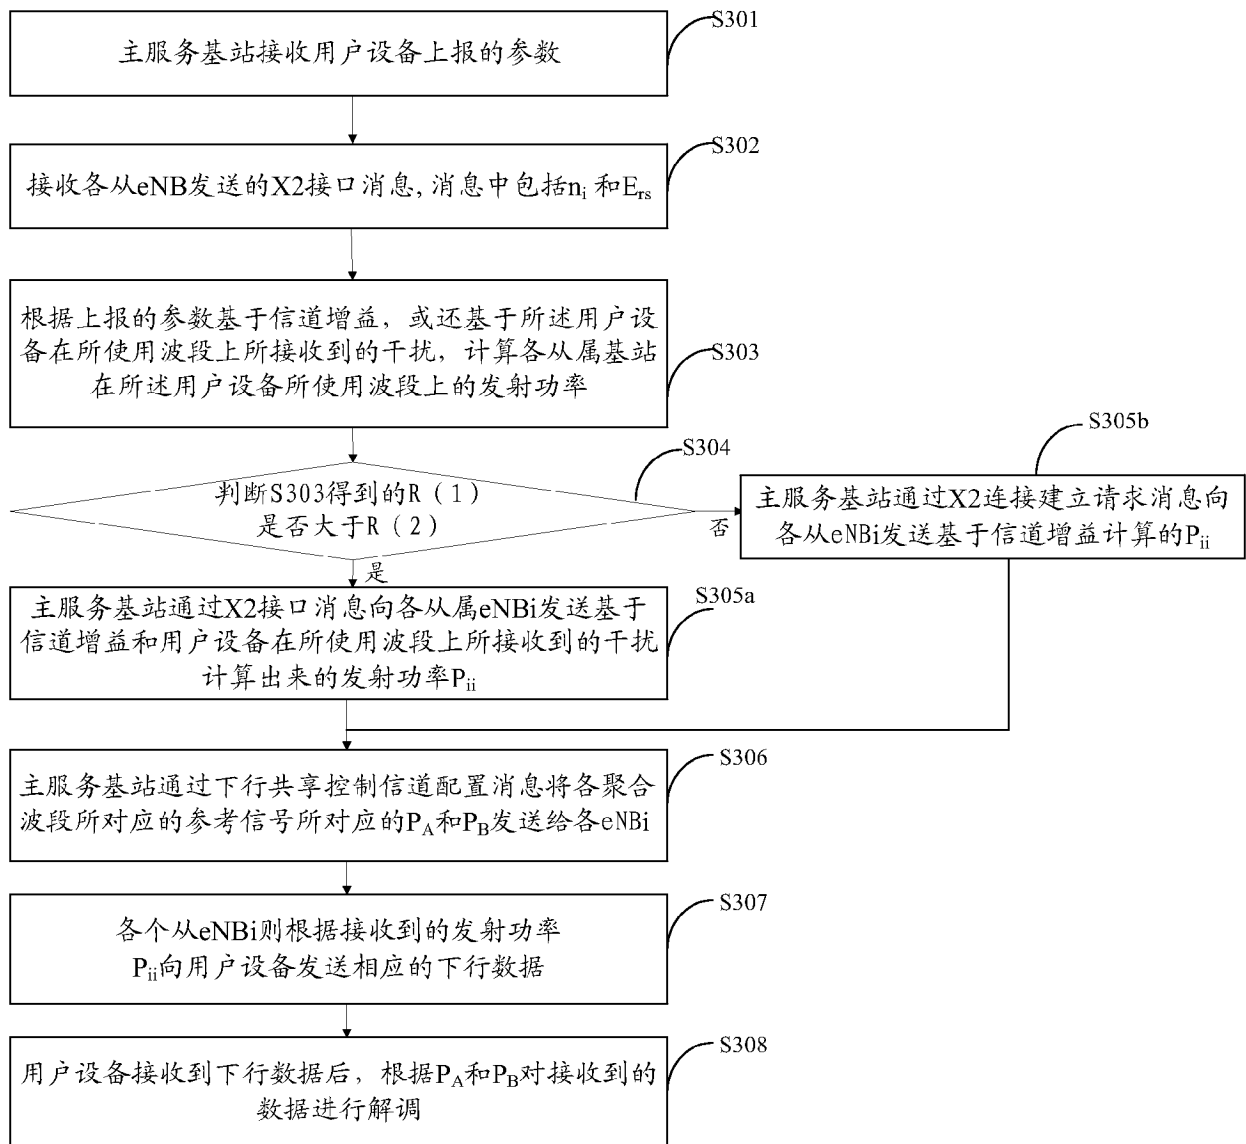 S301
主服务基站接收用户设备上报的参数
S302
接收各从eNB发送的X2接口消息,消息中包括ni 和Ers
根据上报的参数基于信道增益，或还基于所述用户设
备在所使用波段上所接收到的干扰，计算各从属基站
在所述用户设备所使用波段上的发射功率
S303
S304
判断S303得到的R（1）
是否大于R（2）
否
是
S305b
主服务基站通过X2连接建立请求消息向
各从eNBi发送基于信道增益计算的Pii
S305a
主服务基站通过X2接口消息向各从属eNBi发送基于
信道增益和用户设备在所使用波段上所接收到的干扰
计算出来的发射功率Pii
S306
主服务基站通过下行共享控制信道配置消息将各聚合
波段所对应的参考信号所对应的PA和PB发送给各eNBi
S307
各个从eNBi则根据接收到的发射功率
Pii向用户设备发送相应的下行数据
S308
用户设备接收到下行数据后，根据PA和PB对接收到的
数据进行解调